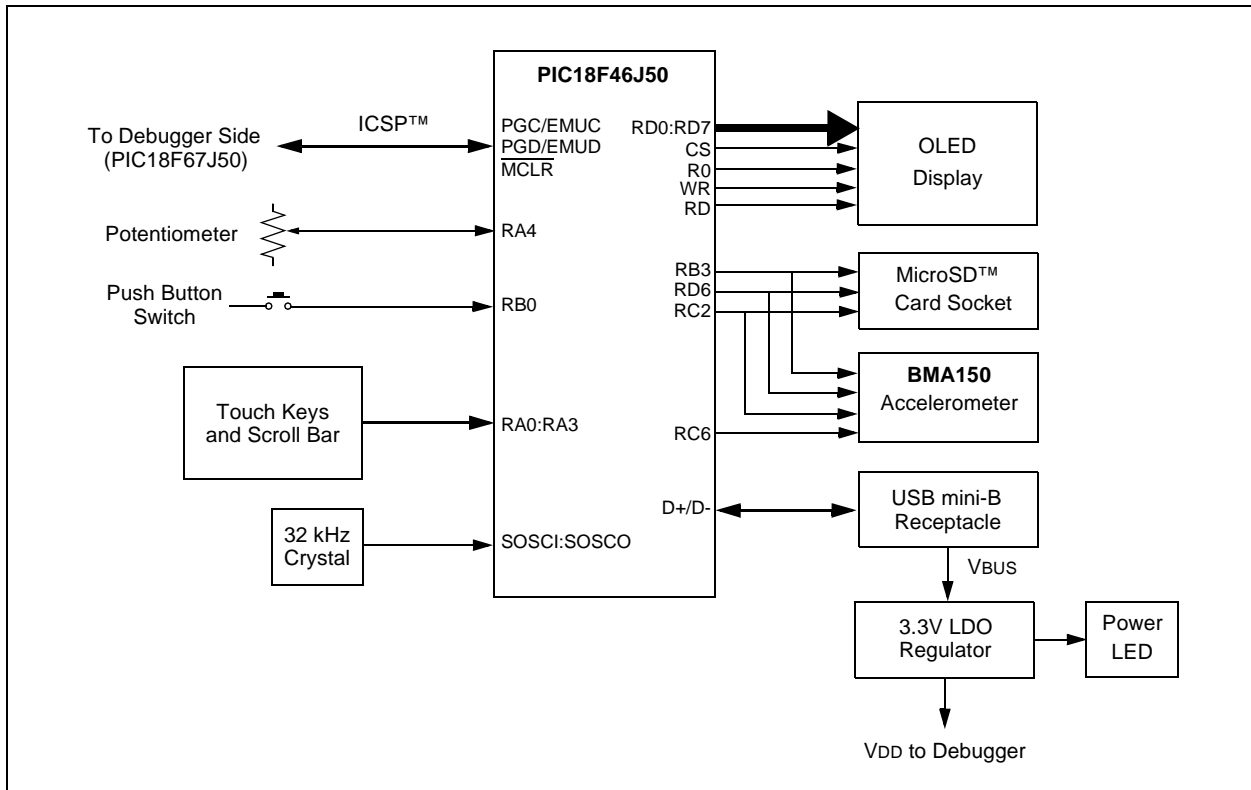 PIC18F46J50
To Debugger Side
(PIC18F67J50)
ICSP™
PGC/EMUC
PGD/EMUD
MCLR
Potentiometer
RA4
Push Button
Switch
RB0
Touch Keys
and Scroll Bar
RA0:RA3
32 kHz
Crystal
SOSCI:SOSCO
RD0:RD7
CS
R0
WR
RD
OLED
Display
RB3
RD6
RC2
MicroSD™
Card Socket
BMA150
Accelerometer
RC6
D+/D-
USB mini-B
Receptacle
VBUS
3.3V LDO
Regulator
Power
LED
VDD to Debugger